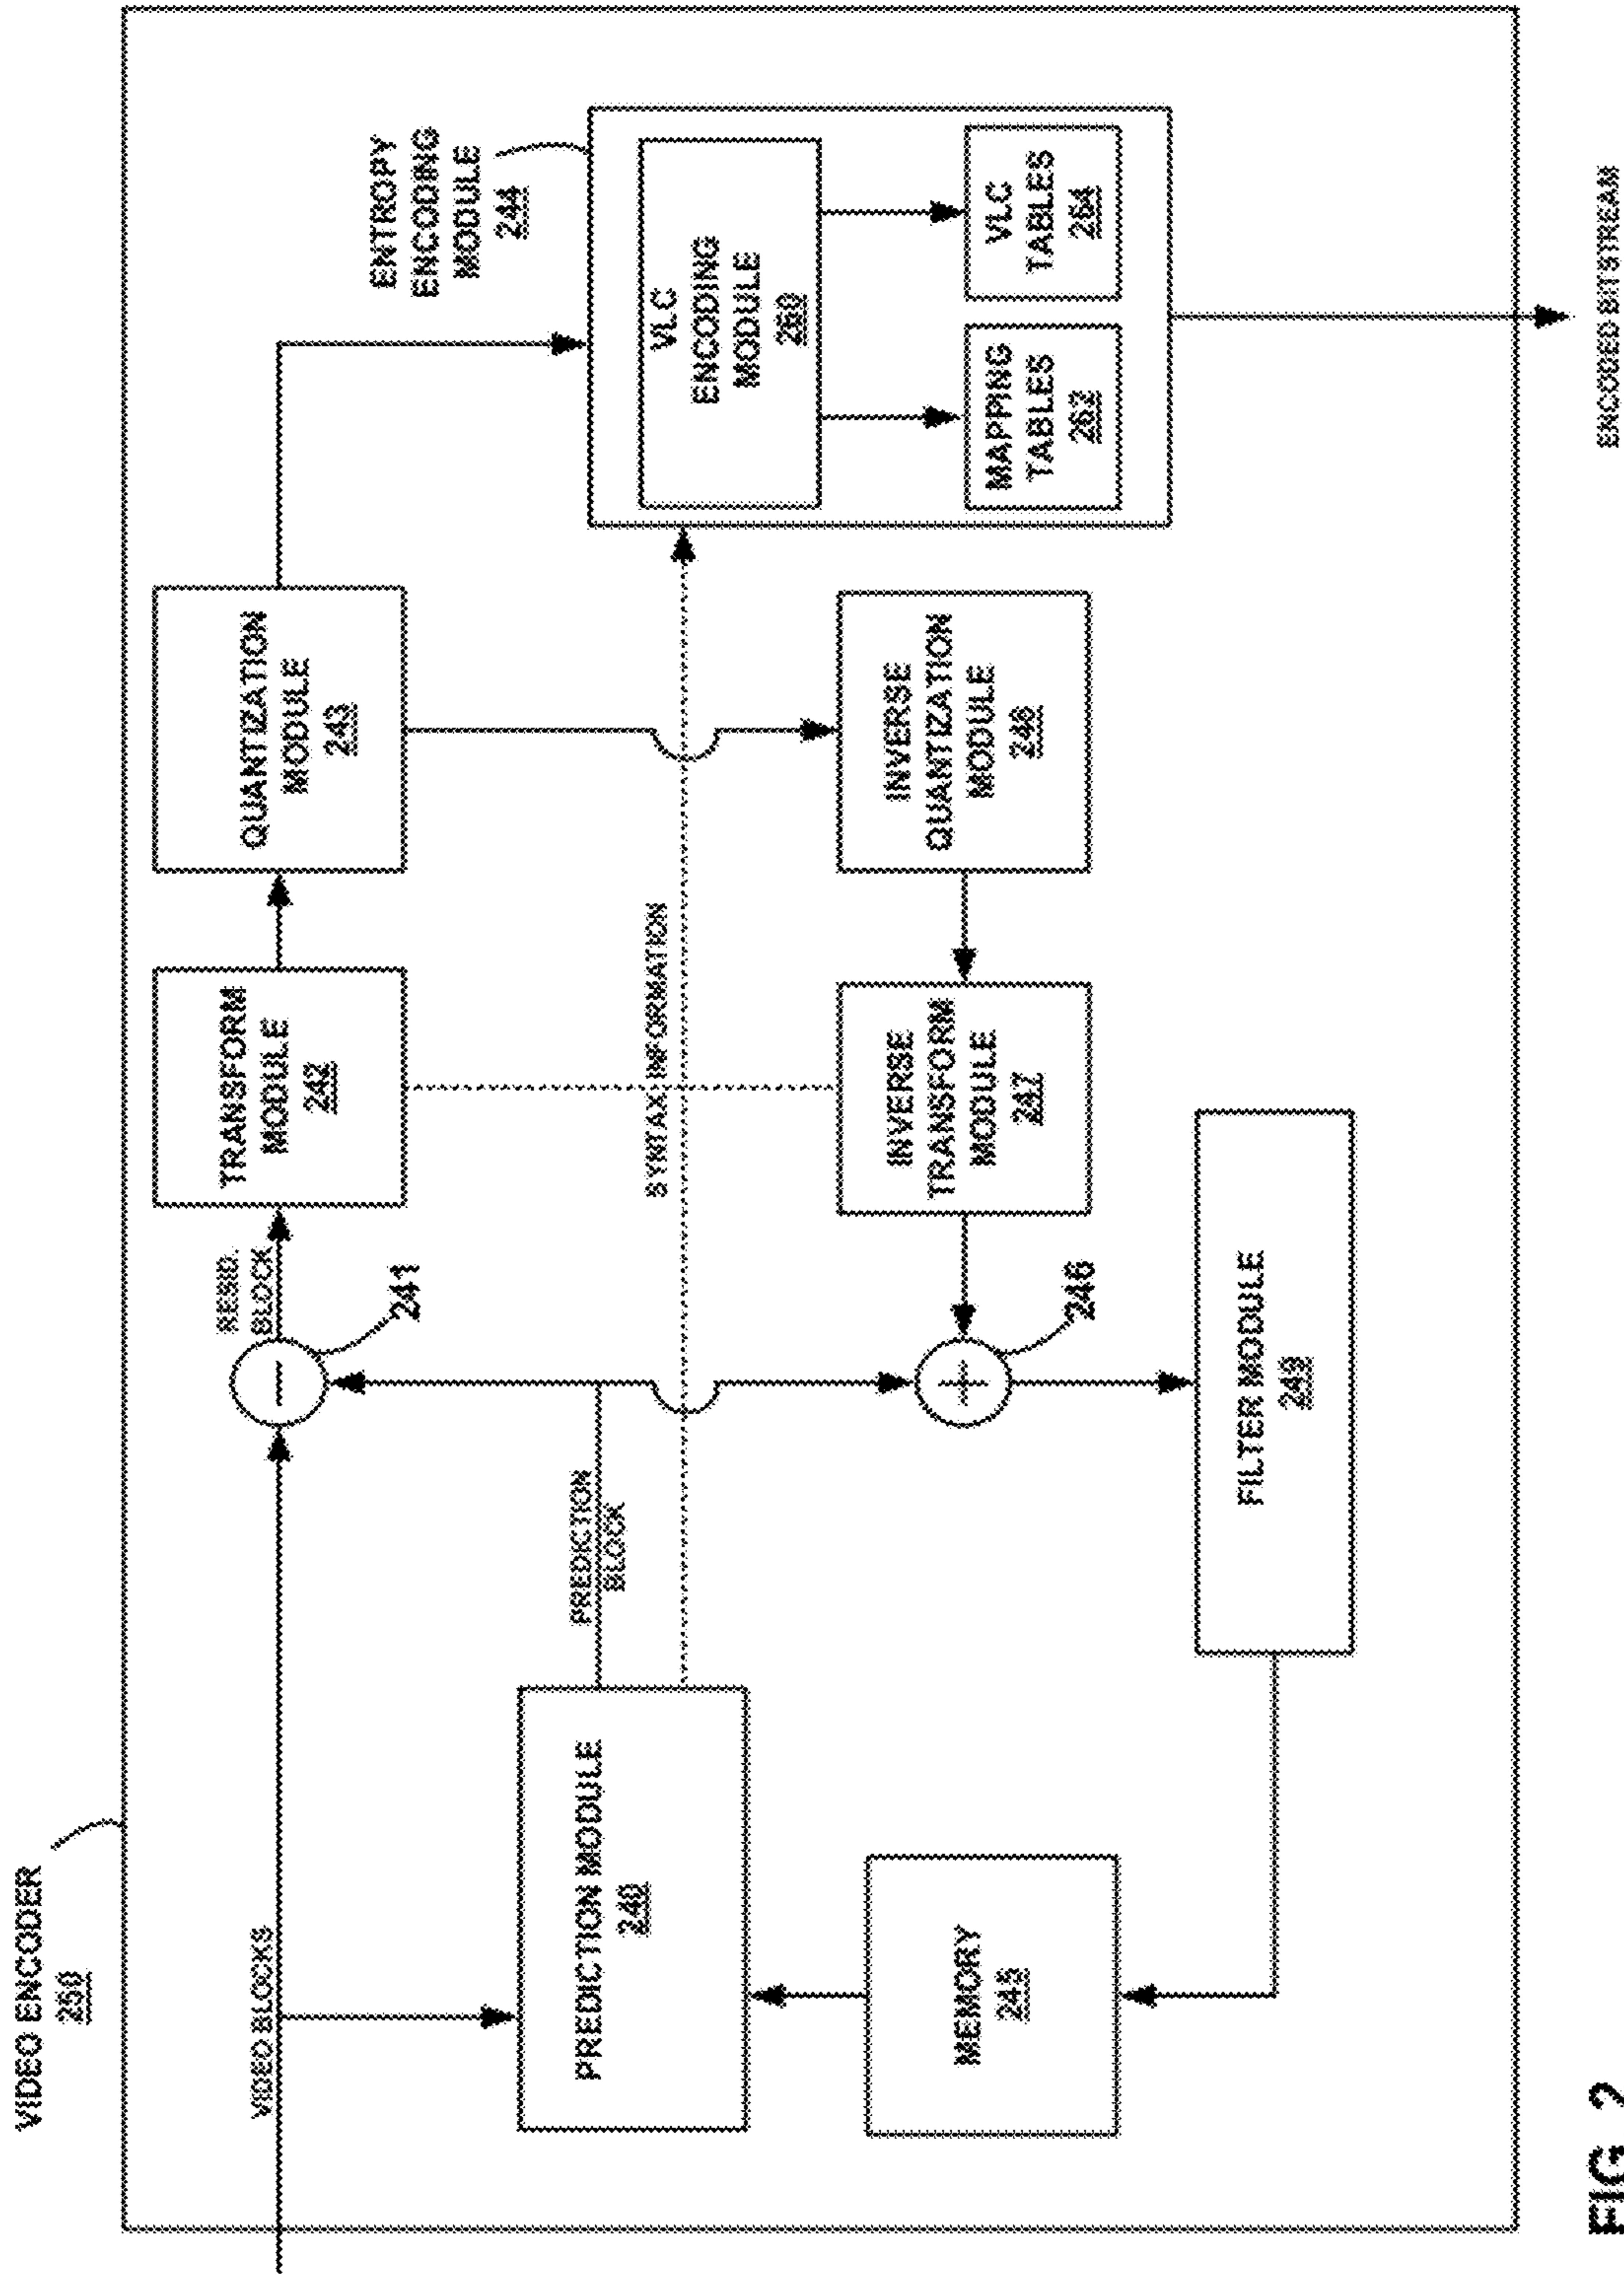 VIDEO ENCODER
250
VIDEO BLOCKS
RESID.
BLOCK
241
TRANSFORM
MODULE
242
QUANTIZATION
MODULE
243
ENTROPY
ENCODING
MODULE
244
PREDICTION
BLOCK
SYNTAX INFORMATION
PREDICTION MODULE
240
VLC
ENCODING
MODULE
260
MAPPING
TABLES
262
VLC
TABLES
264
INVERSE
QUANTIZATION
MODULE
246
INVERSE
TRANSFORM
MODULE
247
246
MEMORY
245
FILTER MODULE
249
ENCODED BITSTREAM
FIG. 2